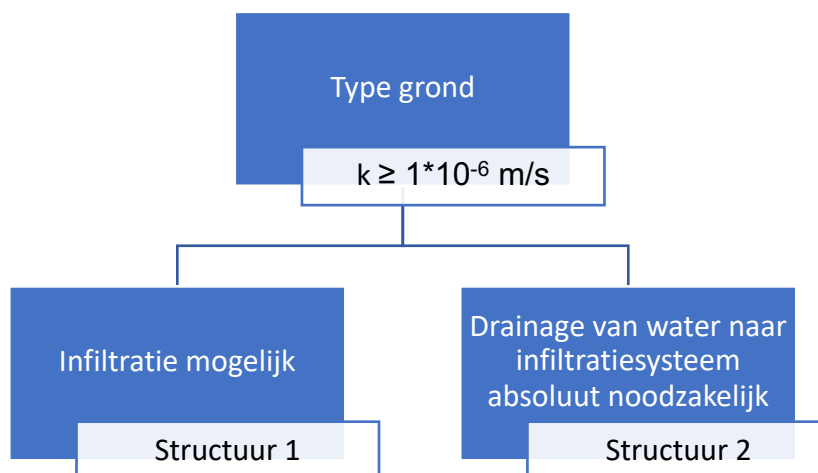 Type grond
k ≥ 1*10⁻⁶ m/s
Infiltratie mogelijk
Structuur 1
Drainage van water naar
infiltratiesysteem
absoluut noodzakelijk
Structuur 2